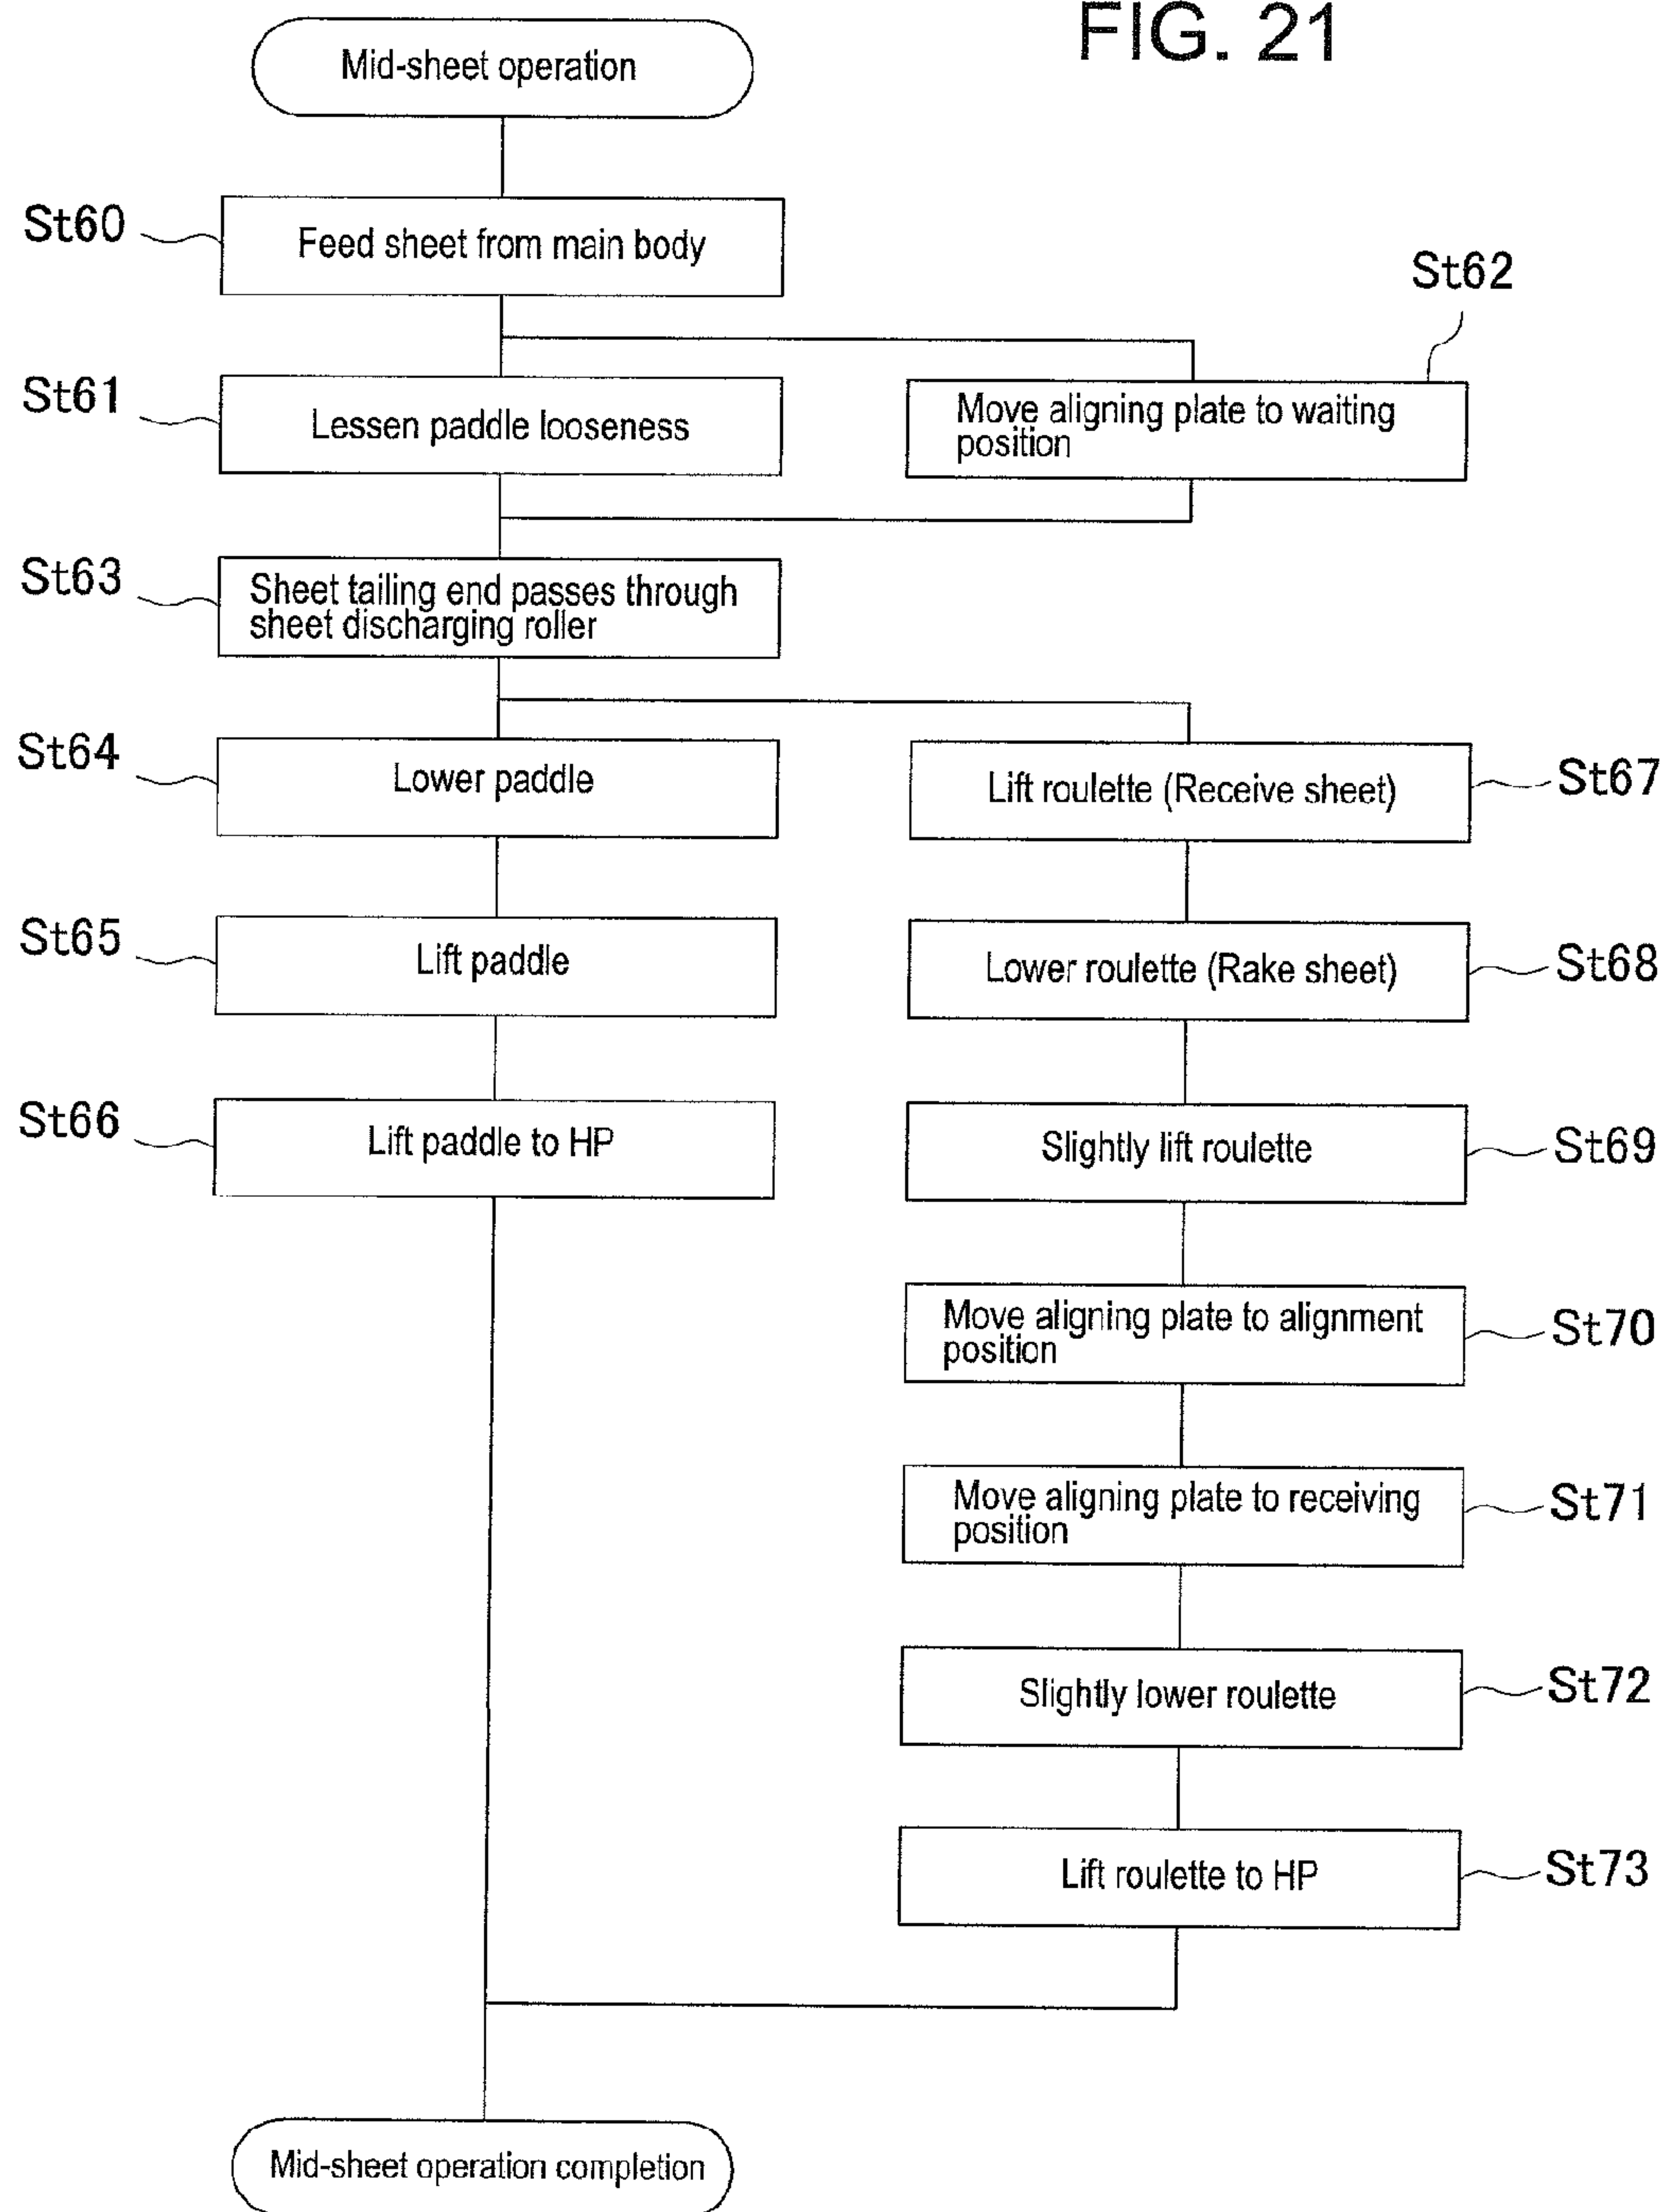 FIG. 21
Mid-sheet operation
St60
Feed sheet from main body
St62
St61
Lessen paddle looseness
Move aligning plate to waiting
position
St63
Sheet tailing end passes through
sheet discharging roller
St64
Lower paddle
Lift roulette (Receive sheet)
St67
St65
Lift paddle
Lower roulette (Rake sheet)
St68
St66
Lift paddle to HP
Slightly lift roulette
St69
Move aligning plate to alignment
position
St70
Move aligning plate to receiving
position
St71
Slightly lower roulette
St72
Lift roulette to HP
St73
Mid-sheet operation completion